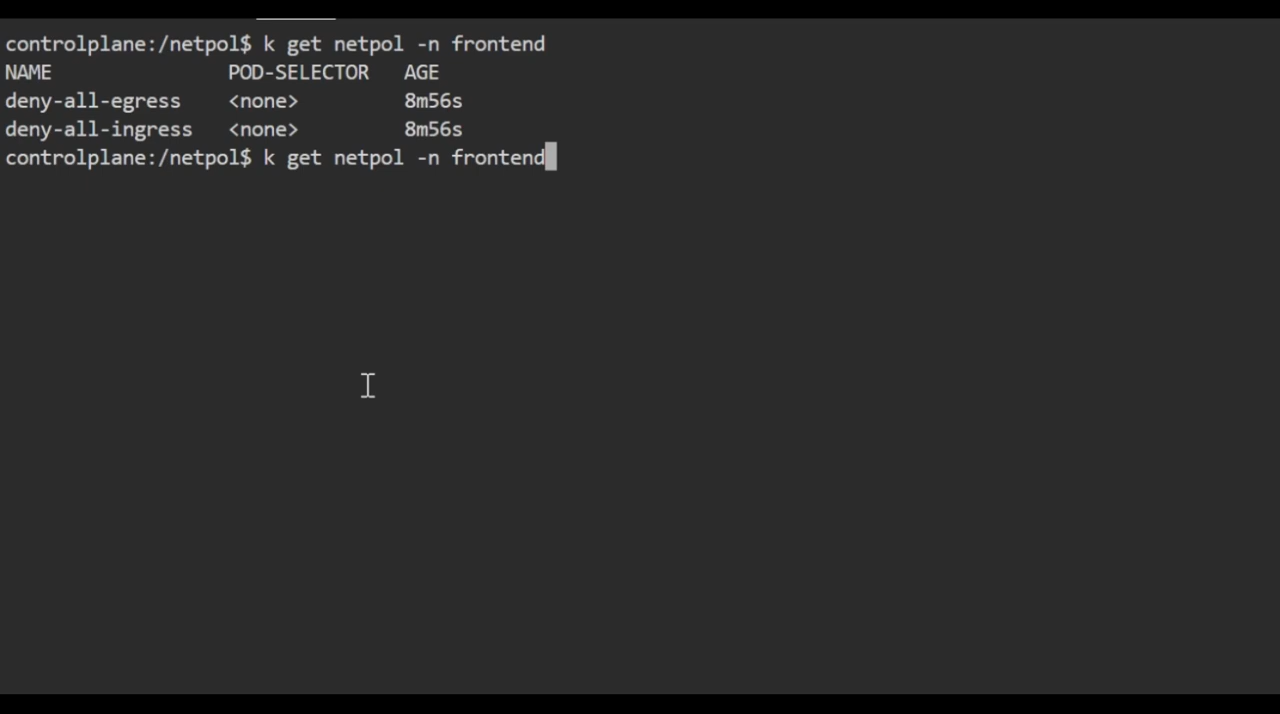 controlplane:/netpol$ k get netpol -n frontend
NAME               POD-SELECTOR   AGE
deny-all-egress    <none>         8m56s
deny-all-ingress   <none>         8m56s
controlplane:/netpol$ k get netpol -n frontend